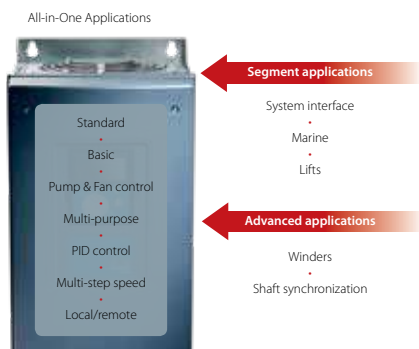 All-in-One Applications
Standard
•
Basic
•
Pump & Fan control
•
Multi-purpose
•
PID control
•
Multi-step speed
•
Local/remote
Segment applications
System interface
•
Marine
•
Lifts
Advanced applications
Winders
•
Shaft synchronization